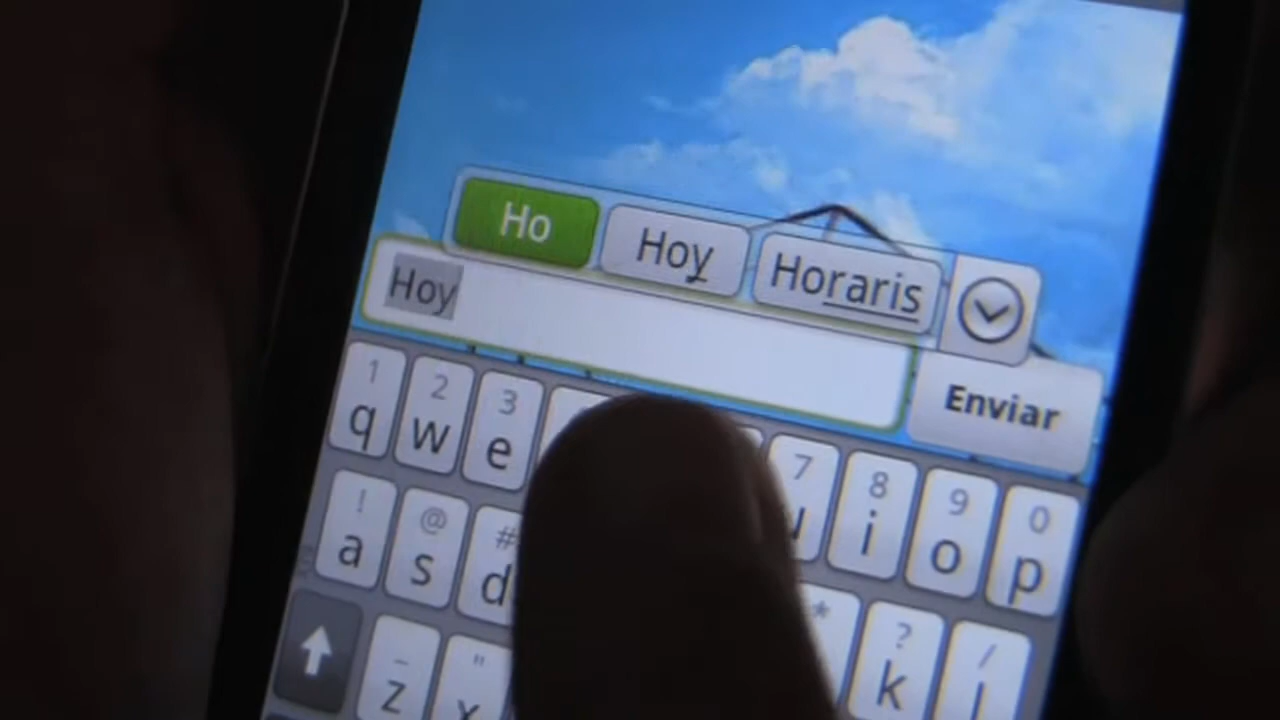 Ho Hoy Horaris
Hoy
Enviar
1 2 3 7 8 9 0
q w e u i o p
! @ #
a s d
* ? /
k l
_ "
z x